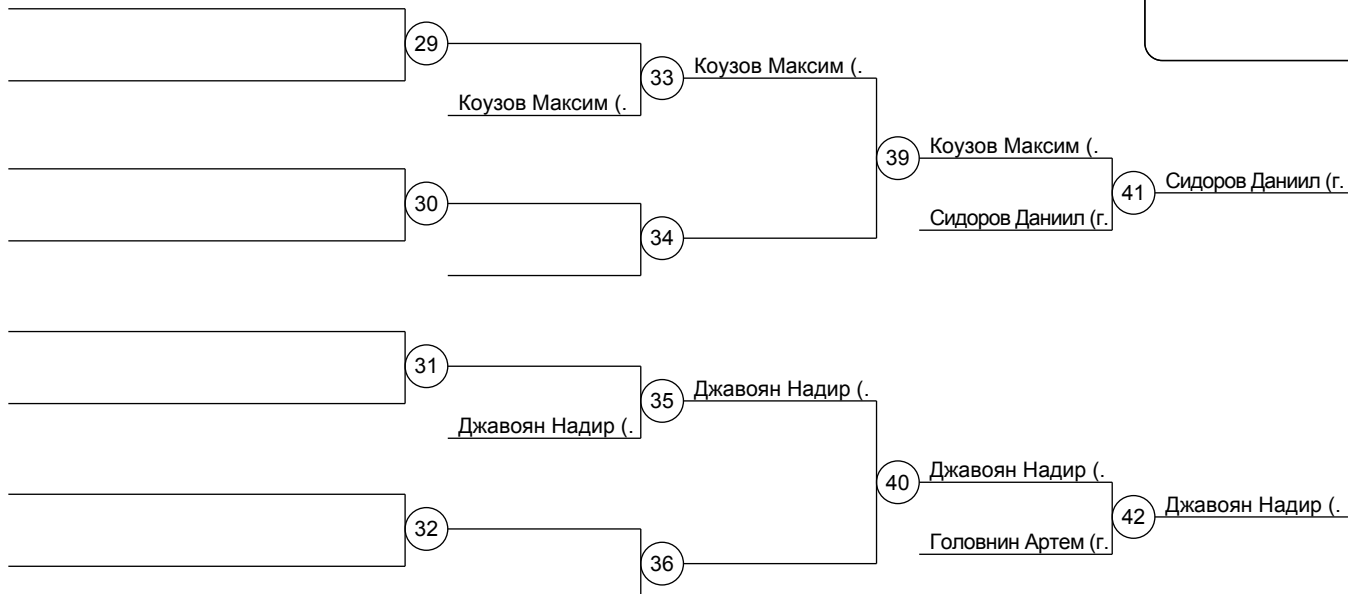 29
33
Коузов Максим (.
Коузов Максим (.
39
Коузов Максим (.
41
Сидоров Даниил (г.
Сидоров Даниил (г.
30
34
31
35
Джавоян Надир (.
Джавоян Надир (.
40
Джавоян Надир (.
42
Джавоян Надир (.
Головнин Артем (г.
32
36